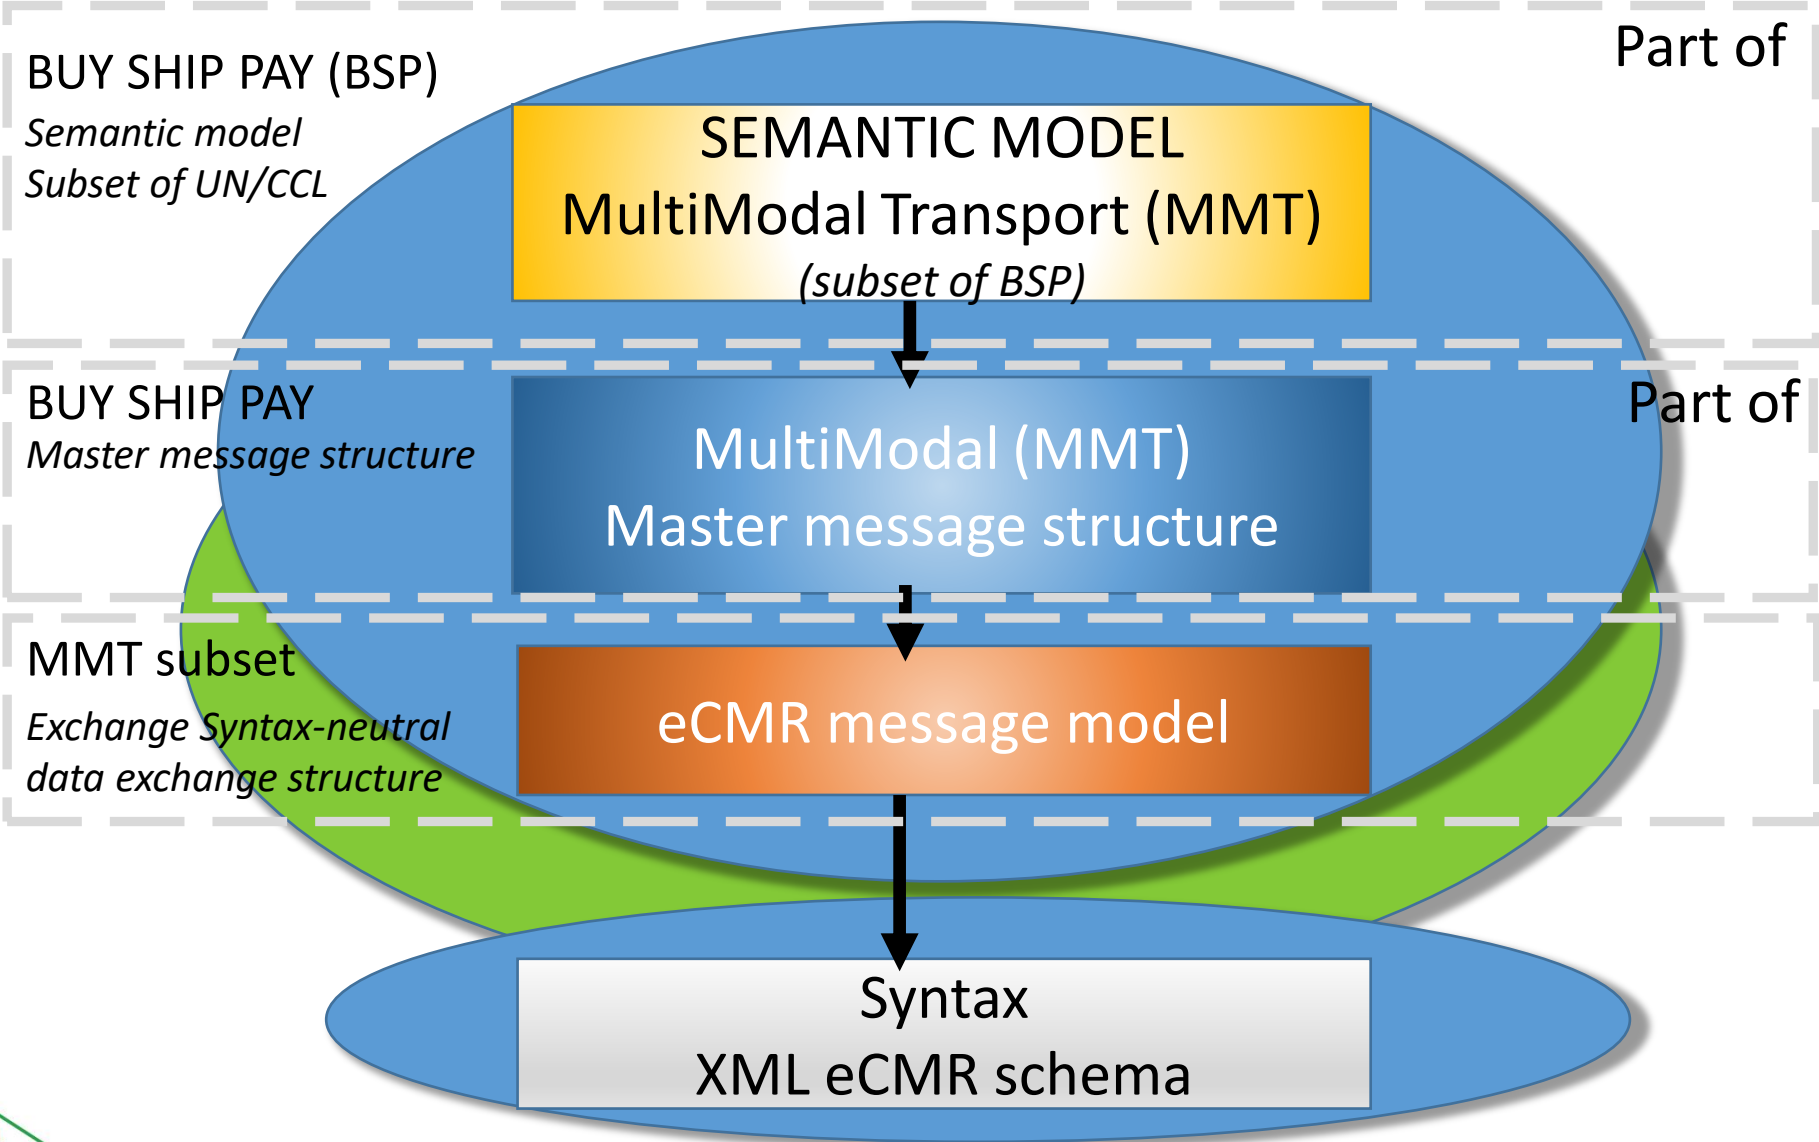 BUY SHIP PAY (BSP)
Semantic model
Subset of UN/CCL
Part of
SEMANTIC MODEL
MultiModal Transport (MMT)
(subset of BSP)
BUY SHIP PAY
Master message structure
Part of
MultiModal (MMT)
Master message structure
MMT subset
Exchange Syntax-neutral
data exchange structure
eCMR message model
Syntax
XML eCMR schema